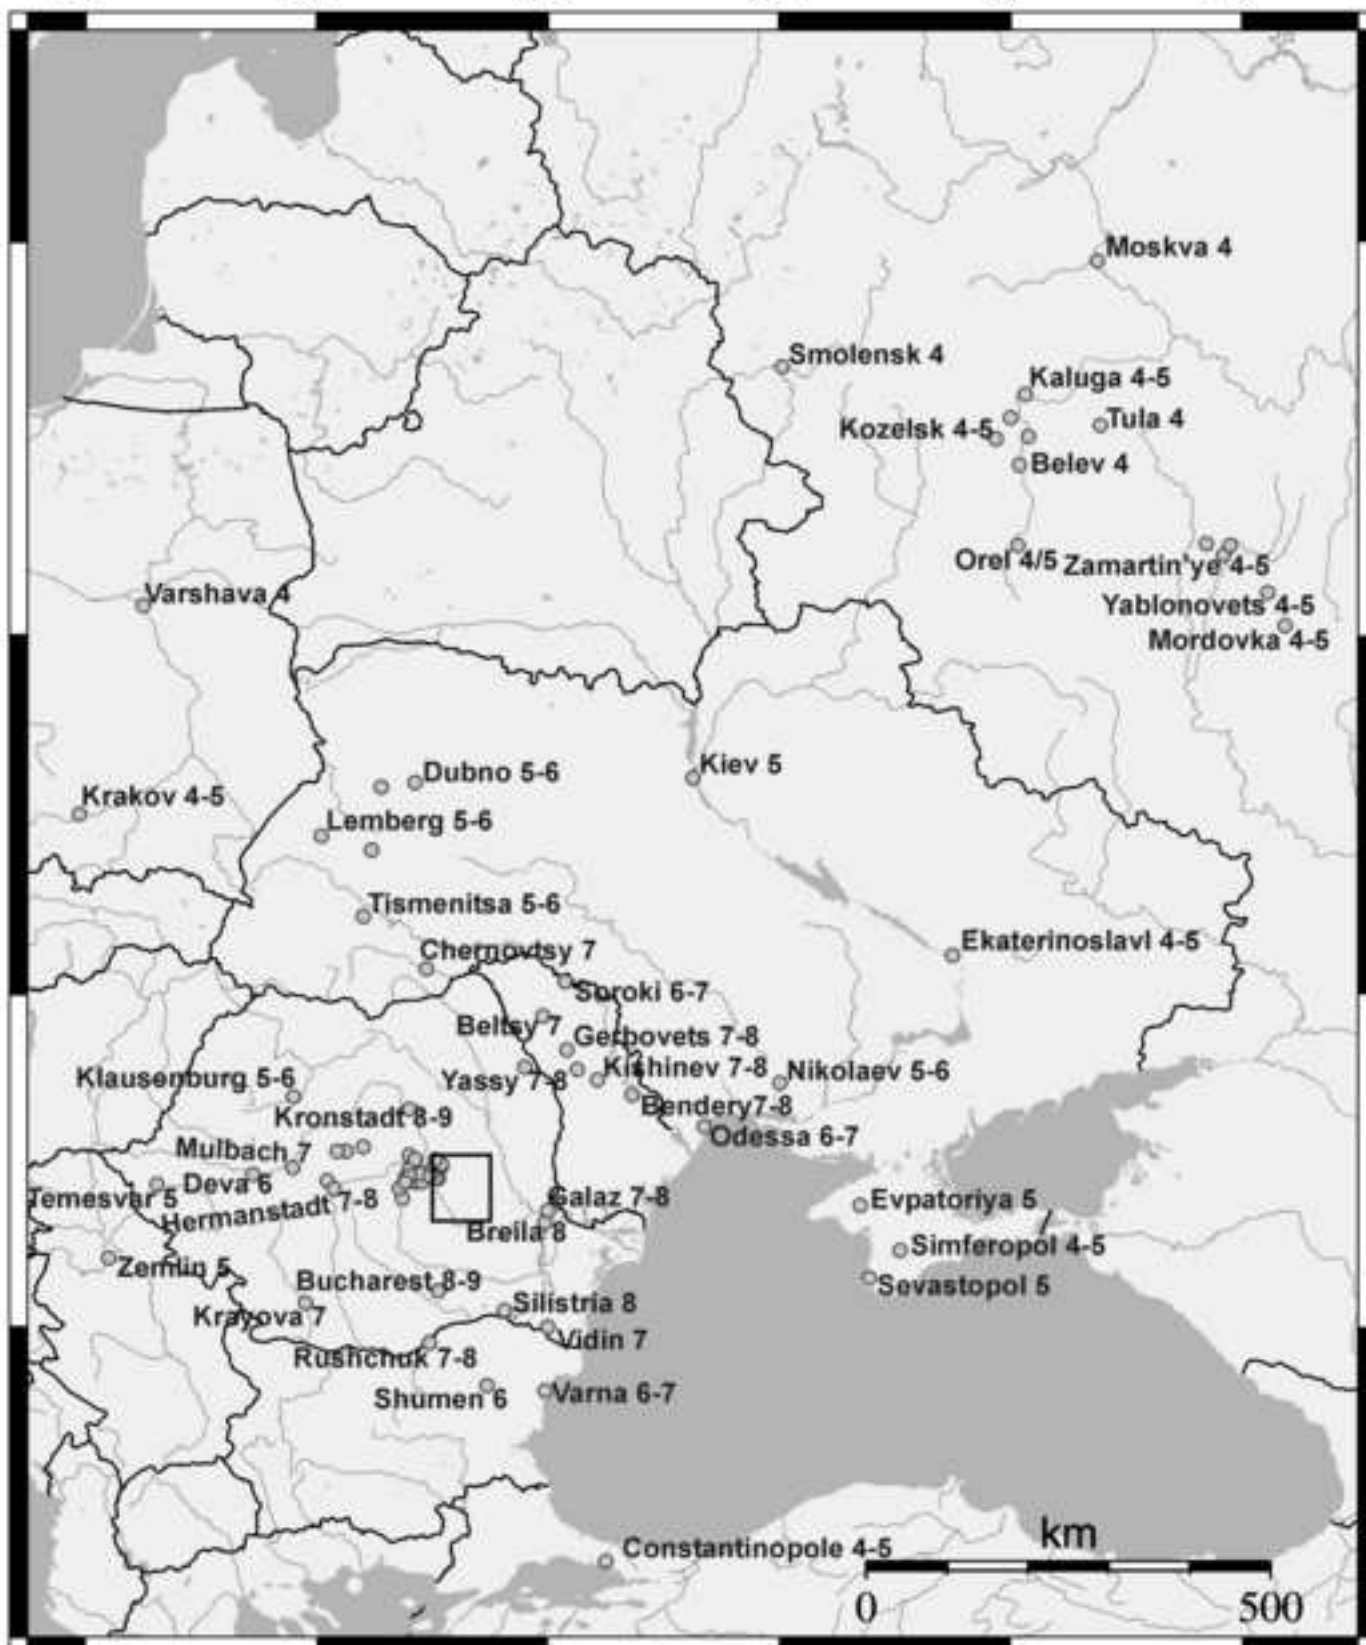 Moskva 4
Smolensk 4
Kaluga 4-5
Tula 4
Kozelsk 4-5
Belev 4
Orel 4/5
Zamartin'ye 4-5
Varshava 4
Yablonovets 4-5
Mordovka 4-5
Kiev 5
Dubno 5-6
Krakov 4-5
Lemberg 5-6
Tismenitsa 5-6
Ekaterinoslavl 4-5
Chernovtsy 7
Soroki 6-7
Beltsy 7
Gerbovets 7-8
Kishinev 7-8
Nikolaev 5-6
Klausenburg 5-6
Yassy 7-8
Bendery7-8
Kronstadt 8-9
Odessa 6-7
Mulbach 7
Deva 6
Temesvar 5
Hermanstadt 7-8
Galaz 7-8
Evpatoriya 5
Breila 8
Simferopol 4-5
Zemlin 5
Bucharest 8-9
Sevastopol 5
Silistria 8
Krayova 7
Vidin 7
Rushchuk 7-8
Shumen 6
Varna 6-7
Constantinopole 4-5
km
0 500